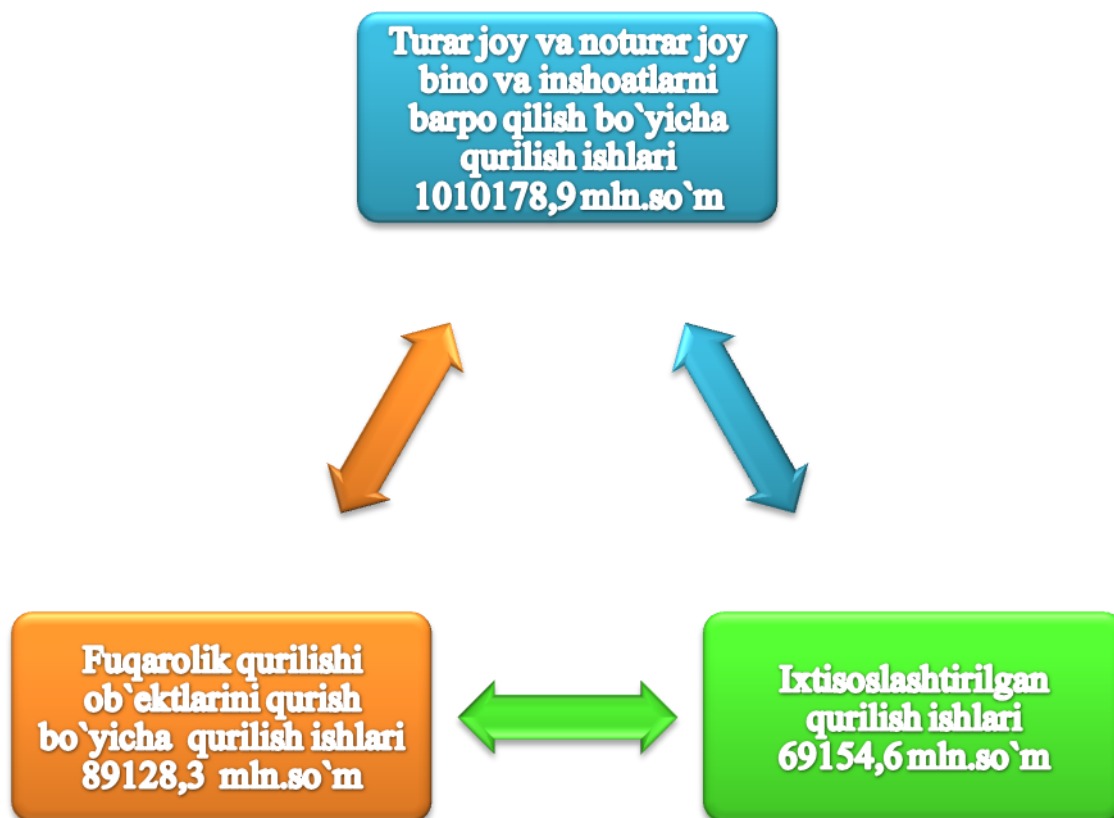 Turar joy va noturar joy
bino va inshoatlarni
barpo qilish bo`yicha
qurilish ishlari
1010178,9 mln.so`m
Fuqarolik qurilishi
ob`ektlarini qurish
bo`yicha qurilish ishlari
89128,3 mln.so`m
Ixtisoslashtirilgan
qurilish ishlari
69154,6 mln.so`m